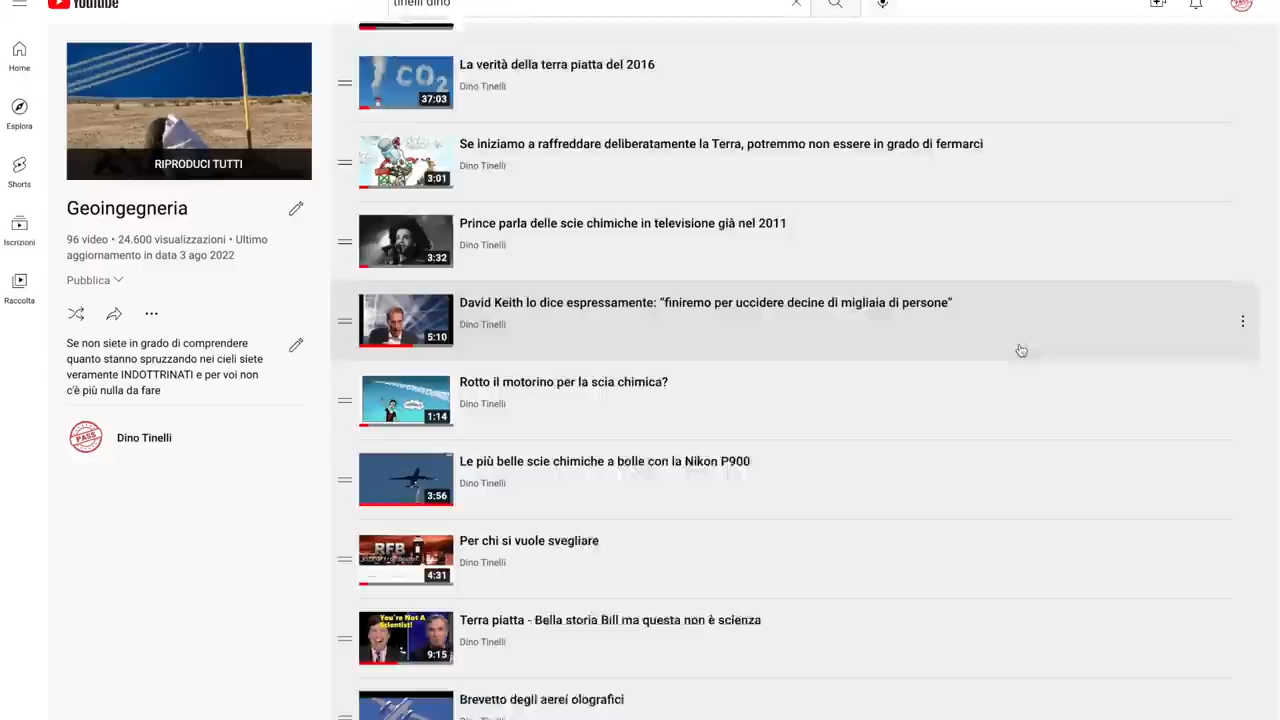 YouTube
tinelli dino
Home
Esplora
Shorts
Iscrizioni
Raccolta
RIPRODUCI TUTTI
Geoingegneria
96 video • 24.600 visualizzazioni • Ultimo
aggiornamento in data 3 ago 2022
Pubblica
Se non siete in grado di comprendere
quanto stanno spruzzando nei cieli siete
veramente INDOTTRINATI e per voi non
c'è più nulla da fare
PASS
Dino Tinelli
CO2
37:03
La verità della terra piatta del 2016
Dino Tinelli
3:01
Se iniziamo a raffreddare deliberatamente la Terra, potremmo non essere in grado di fermarci
Dino Tinelli
3:32
Prince parla delle scie chimiche in televisione già nel 2011
Dino Tinelli
5:10
David Keith lo dice espressamente: “finiremo per uccidere decine di migliaia di persone”
Dino Tinelli
1:14
Rotto il motorino per la scia chimica?
Dino Tinelli
3:56
Le più belle scie chimiche a bolle con la Nikon P900
Dino Tinelli
RFB
4:31
Per chi si vuole svegliare
Dino Tinelli
You're Not A
Scientist!
9:15
Terra piatta - Bella storia Bill ma questa non è scienza
Dino Tinelli
Brevetto degli aerei olografici
Dino Tinelli